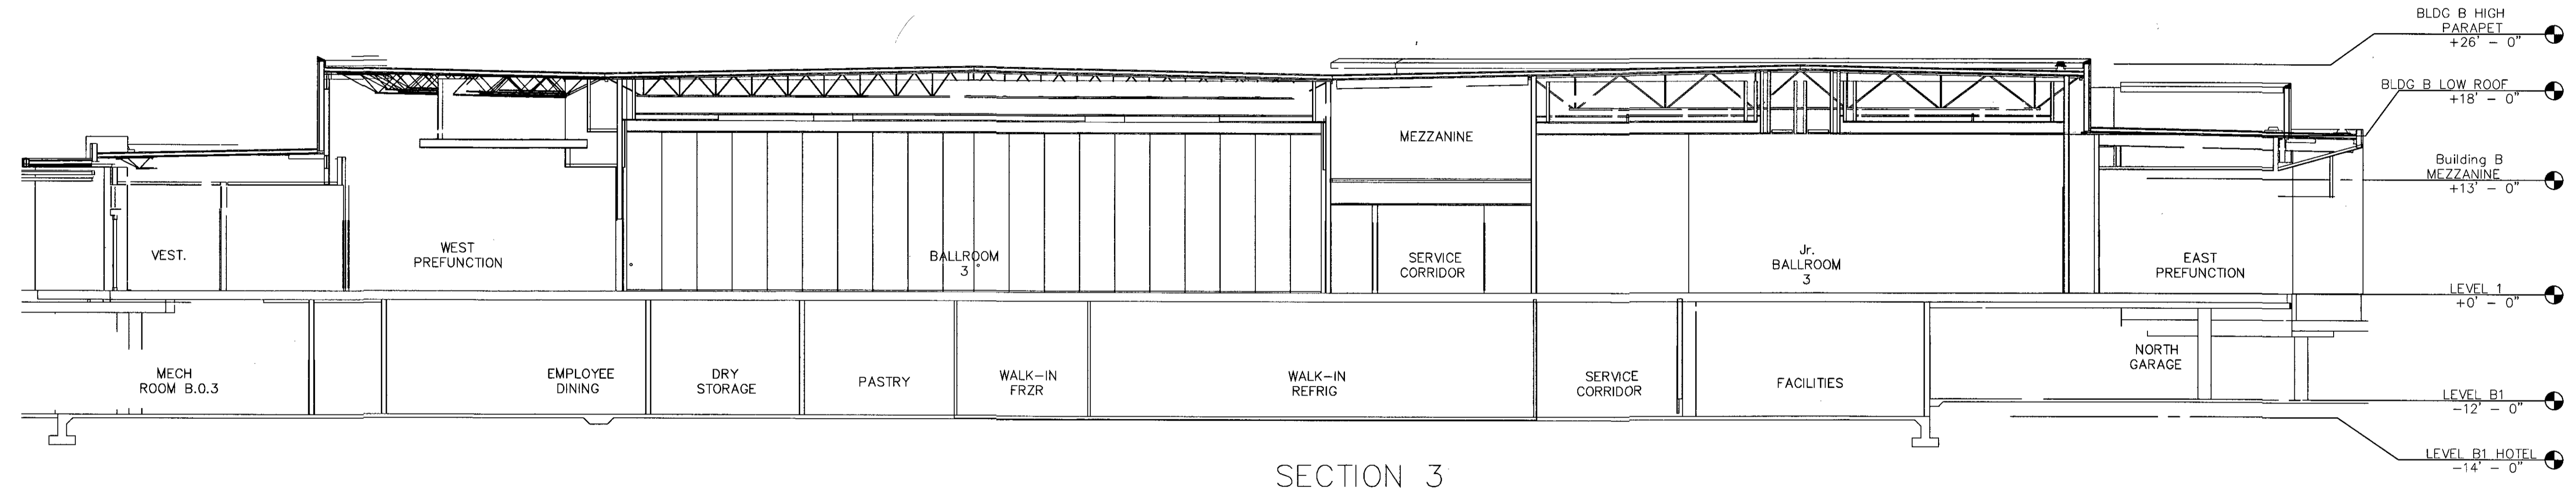 BLDG B HIGH
PARAPET
+26' - 0"
BLDG B LOW ROOF
+18' - 0"
MEZZANINE
Building B
MEZZANINE
+13' - 0"
VEST.
WEST
PREFUNCTION
BALLROOM
3
SERVICE
CORRIDOR
Jr.
BALLROOM
3
EAST
PREFUNCTION
LEVEL 1
+0' - 0"
MECH
ROOM B.0.3
EMPLOYEE
DINING
DRY
STORAGE
PASTRY
WALK-IN
FRZR
WALK-IN
REFRIG
SERVICE
CORRIDOR
FACILITIES
NORTH
GARAGE
LEVEL B1
-12' - 0"
LEVEL B1 HOTEL
-14' - 0"
SECTION 3